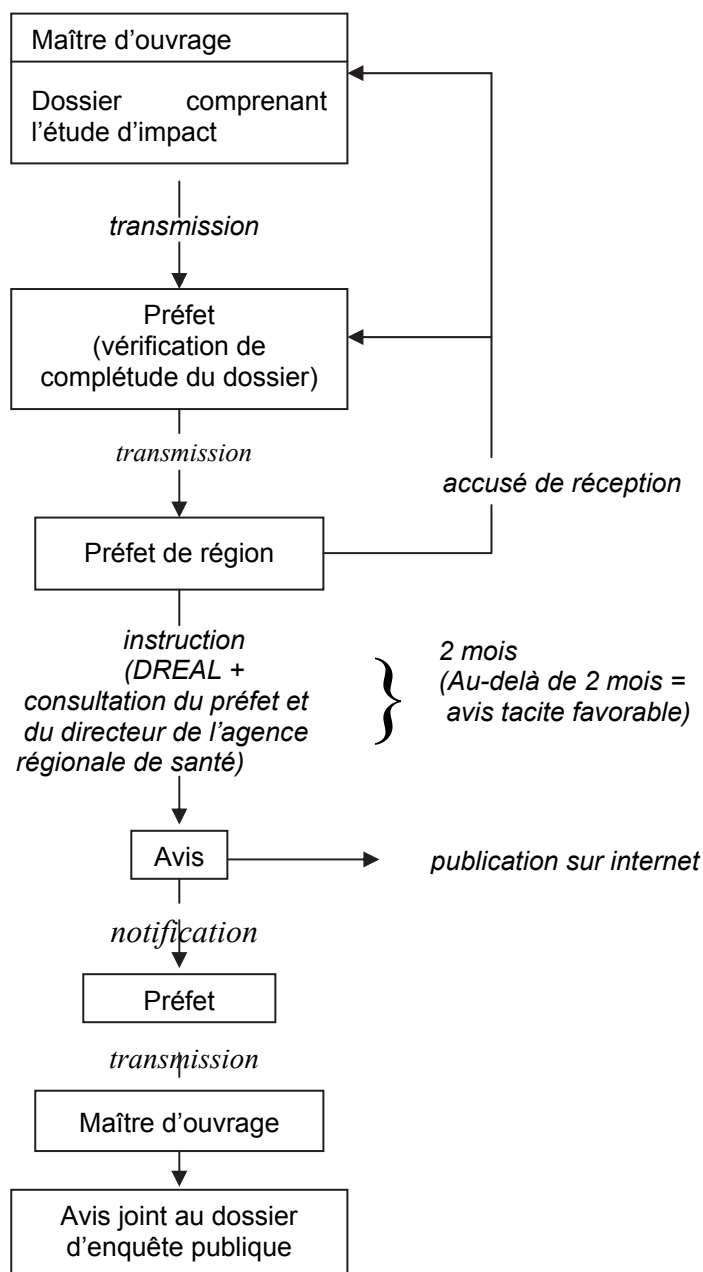 Maître d'ouvrage
Dossier comprenant
l'étude d'impact
transmission
Préfet
(vérification de
complétude du dossier)
transmission
accusé de réception
Préfet de région
instruction
(DREAL +
consultation du préfet et
du directeur de l'agence
régionale de santé)
}
2 mois
(Au-delà de 2 mois =
avis tacite favorable)
Avis
publication sur internet
notification
Préfet
transmission
Maître d'ouvrage
Avis joint au dossier
d'enquête publique